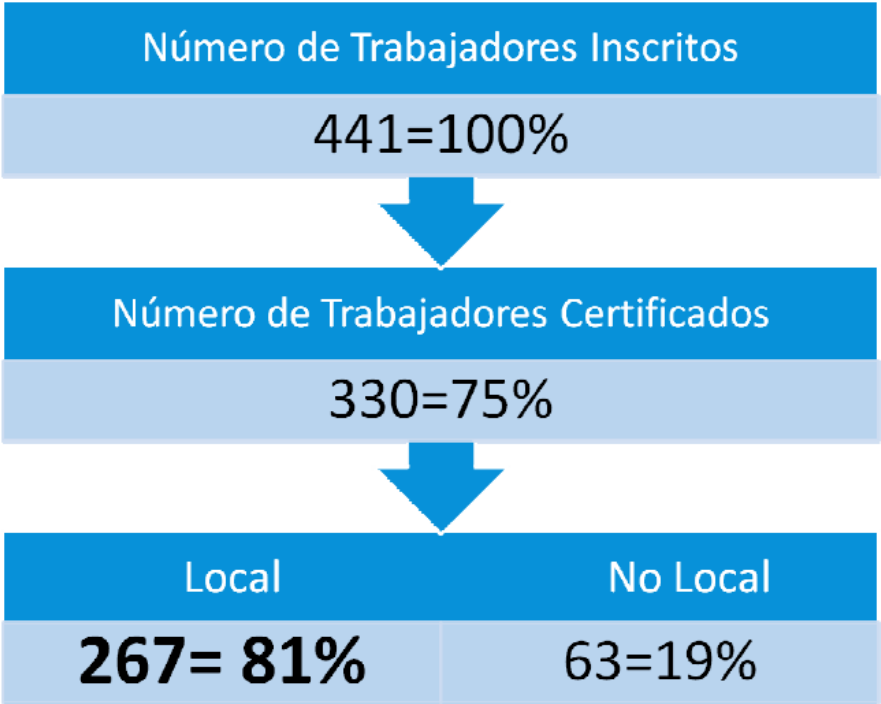 Número de Trabajadores Inscritos
441=100%
Número de Trabajadores Certificados
330=75%
Local No Local
267= 81% 63=19%